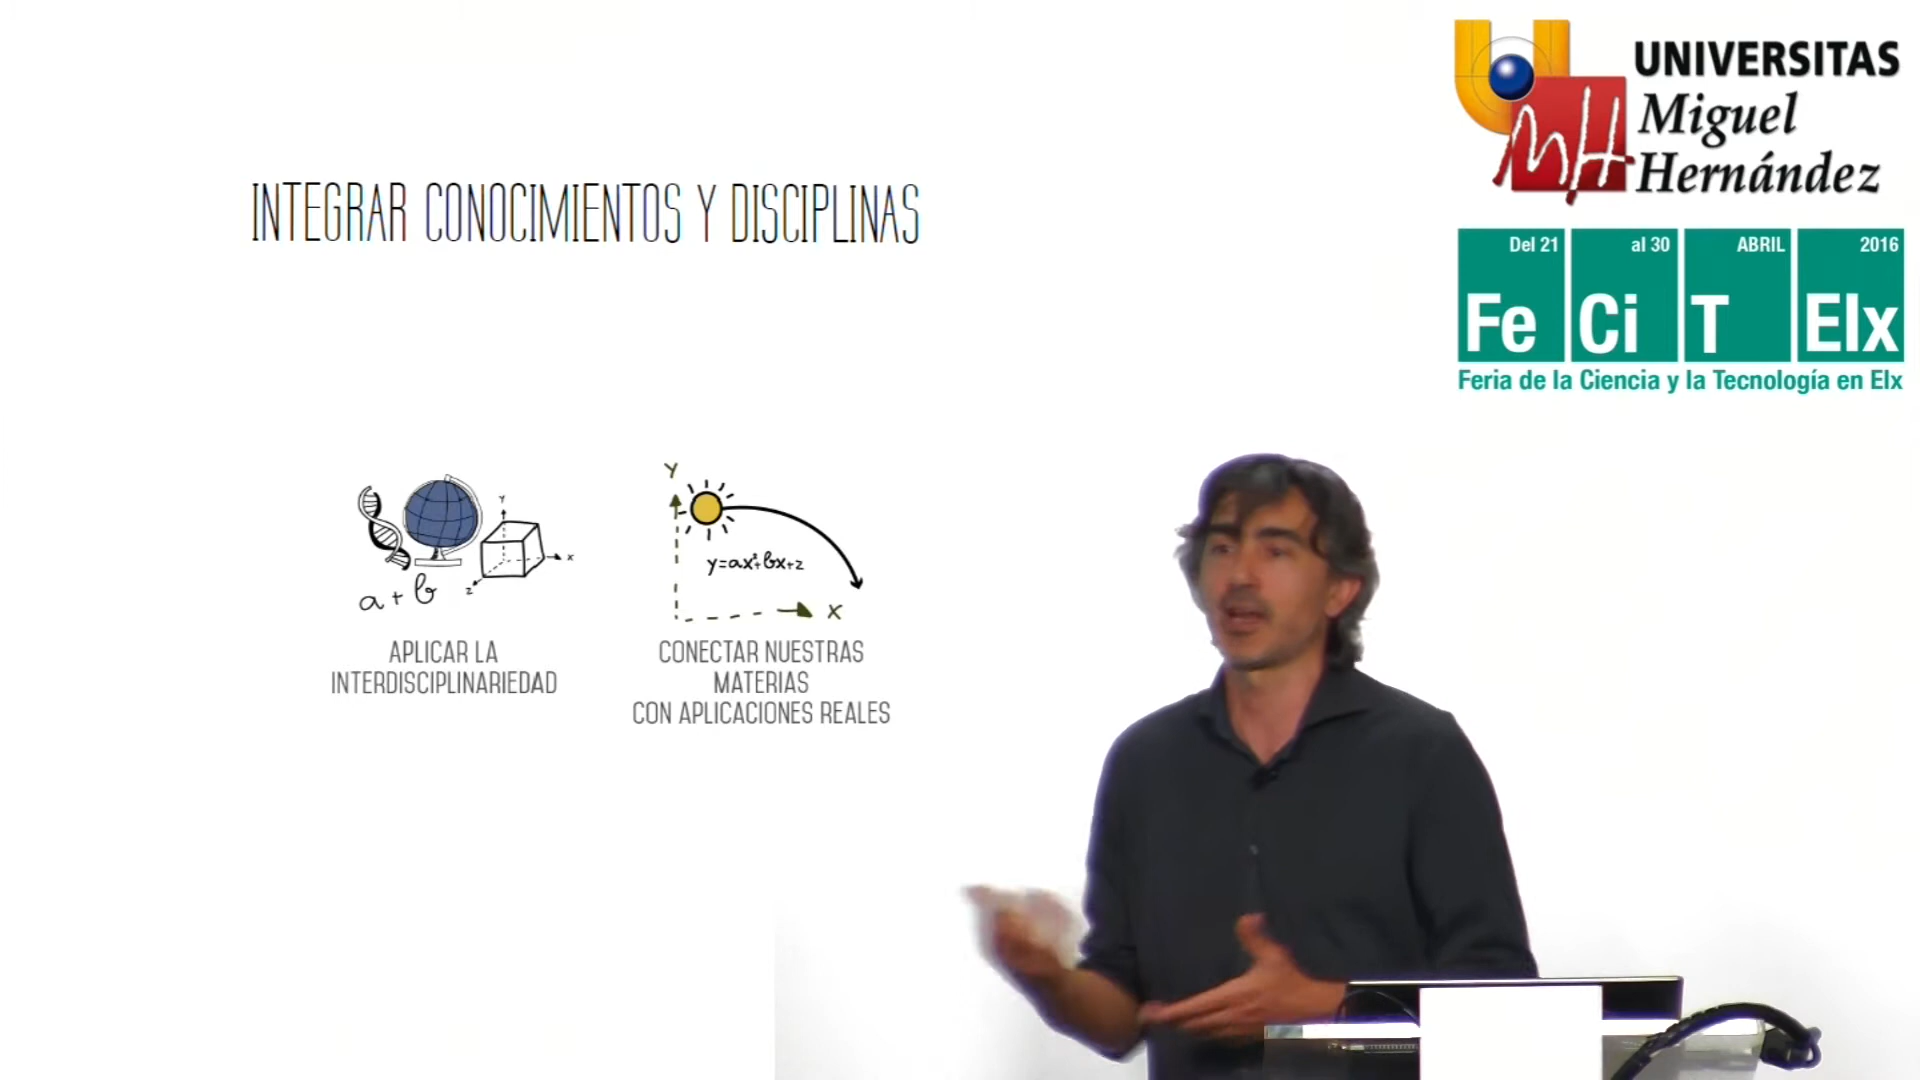 INTEGRAR CONOCIMIENTOS Y DISCIPLINAS
Y
X
Z
a + b
APLICAR LA
INTERDISCIPLINARIEDAD
Y
y=ax²+bx+z
X
CONECTAR NUESTRAS
MATERIAS
CON APLICACIONES REALES
UNIVERSITAS
Miguel
Hernández
MH
Del 21 al 30 ABRIL 2016
Fe Ci T Elx
Feria de la Ciencia y la Tecnología en Elx